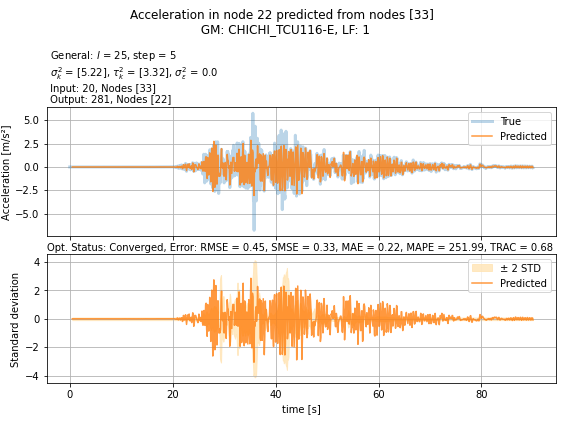 Acceleration in node 22 predicted from nodes [33]
GM: CHICHI_TCU116-E, LF: 1
General: l = 25, step = 5
σ²ₖ = [5.22], τ²ₖ = [3.32], σ²ε = 0.0
Input: 20, Nodes [33]
Output: 281, Nodes [22]
Acceleration [m/s²]
5.0
2.5
0.0
−2.5
−5.0
True
Predicted
Opt. Status: Converged, Error: RMSE = 0.45, SMSE = 0.33, MAE = 0.22, MAPE = 251.99, TRAC = 0.68
Standard deviation
4
2
0
−2
−4
± 2 STD
Predicted
0 20 40 60 80
time [s]